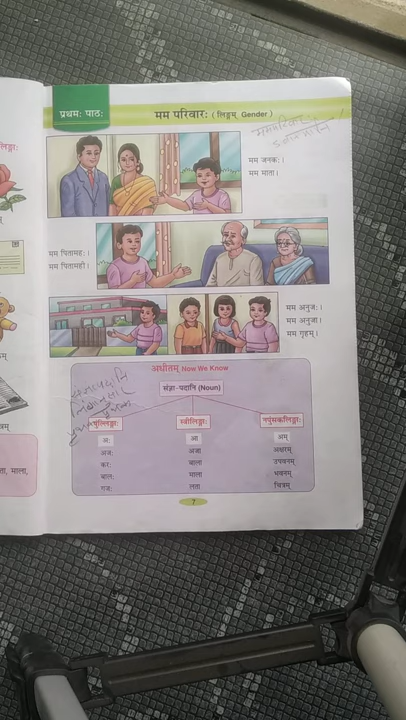 प्रथमः पाठः
मम परिवारः ( लिङ्गम् Gender )
मम जनकः।
मम माता।
मम पितामहः।
मम पितामही।
मम अनुजः।
मम अनुजा।
मम गृहम्।
अधीतम् Now We Know
संज्ञा-पदानि (Noun)
पुँल्लिङ्गाः स्त्रीलिङ्गाः नपुंसकलिङ्गाः
अः आ अम्
अजः अजा अक्षरम्
करः बाला उपवनम्
बालः माला भवनम्
गजः लता चित्रम्
7
लिङ्गाः
ता, माला,